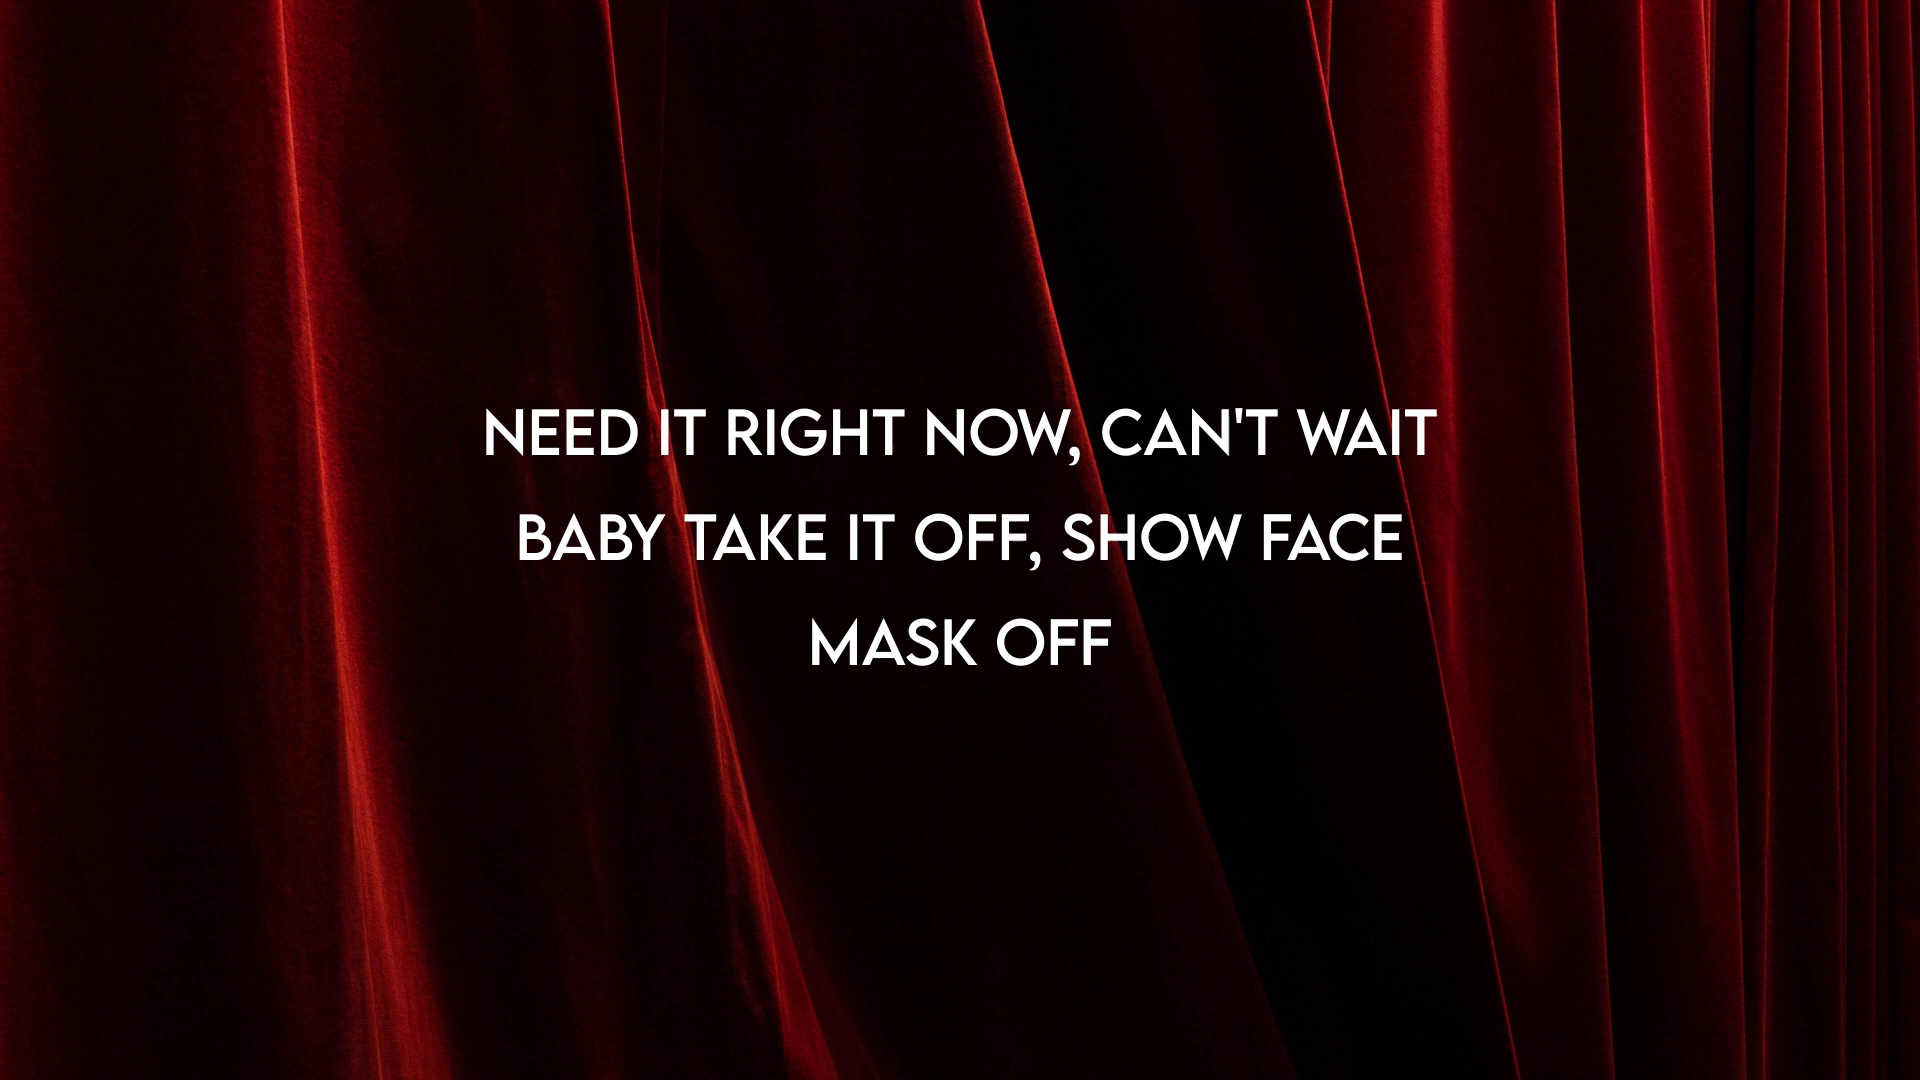 NEED IT RIGHT NOW, CAN'T WAIT
BABY TAKE IT OFF, SHOW FACE
MASK OFF